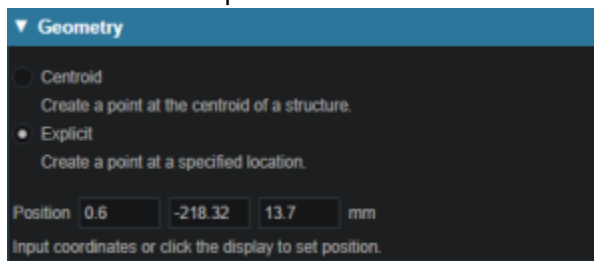 Geometry
Centroid
Create a point at the centroid of a structure.
Explicit
Create a point at a specified location.
Position 0.6 -218.32 13.7 mm
Input coordinates or click the display to set position.